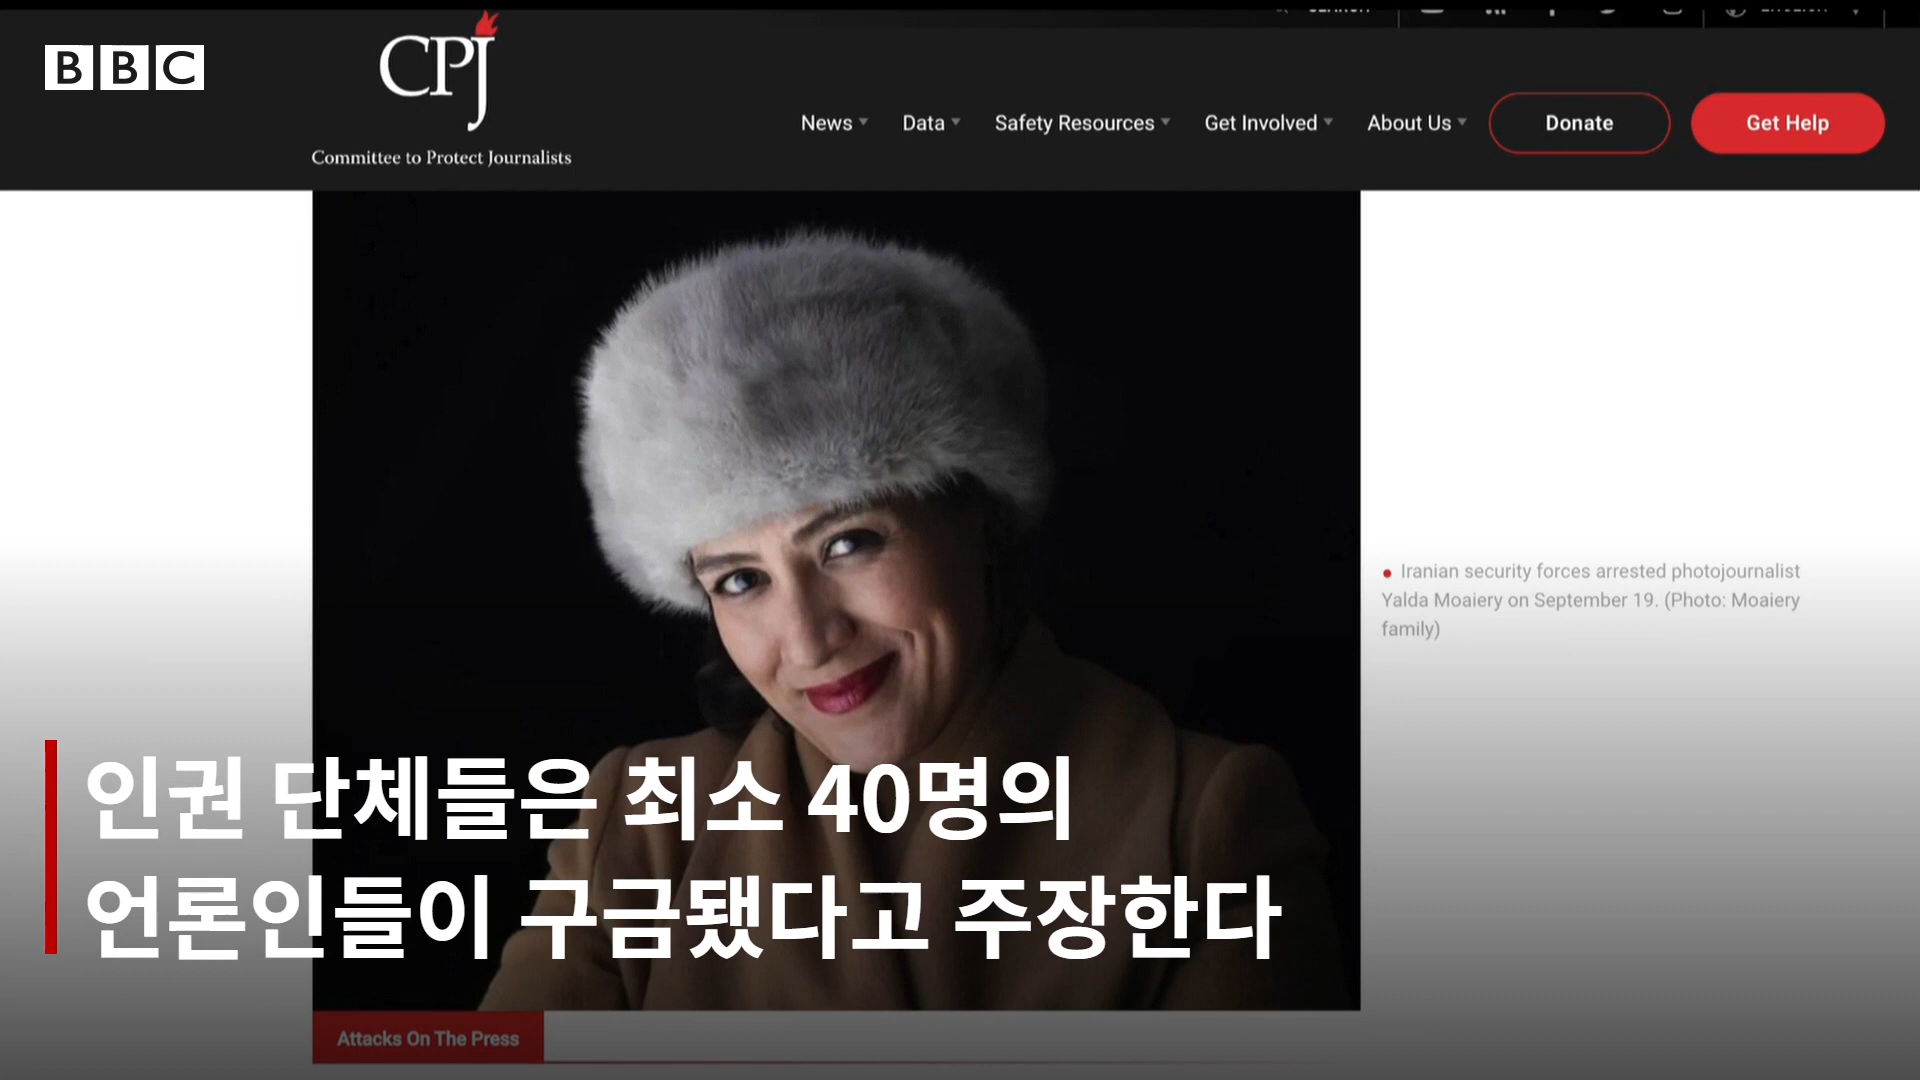 BBC
CPJ
Committee to Protect Journalists
News
Data
Safety Resources
Get Involved
About Us
Donate
Get Help
Iranian security forces arrested photojournalist
Yalda Moaiery on September 19. (Photo: Moaiery
family)
인권 단체들은 최소 40명의
언론인들이 구금됐다고 주장한다
Attacks On The Press